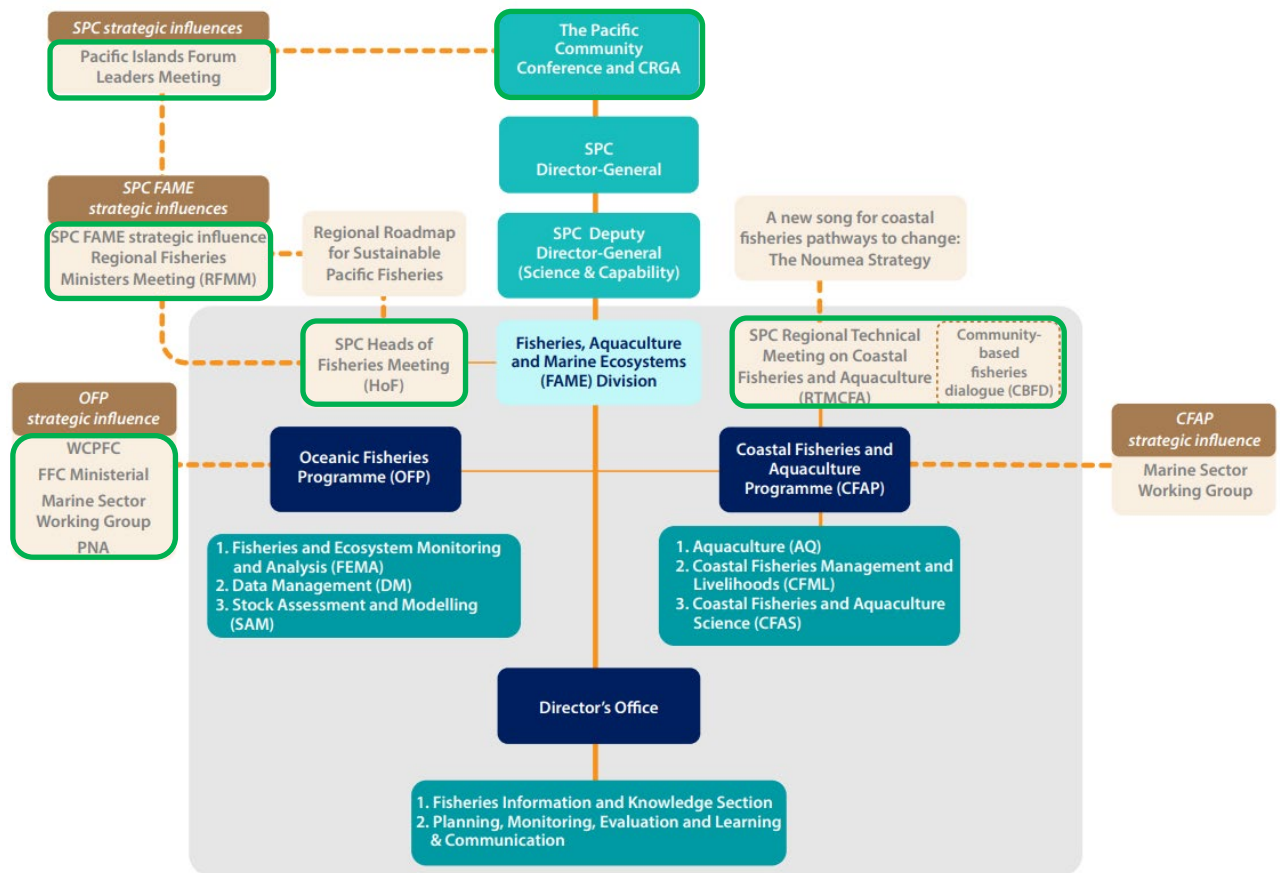 SPC strategic influences
Pacific Islands Forum
Leaders Meeting
The Pacific
Community
Conference and CRGA
SPC
Director-General
SPC FAME
strategic influences
SPC FAME strategic influence
Regional Fisheries
Ministers Meeting (RFMM)
Regional Roadmap
for Sustainable
Pacific Fisheries
SPC Deputy
Director-General
(Science & Capability)
A new song for coastal
fisheries pathways to change:
The Noumea Strategy
SPC Heads of
Fisheries Meeting
(HoF)
Fisheries, Aquaculture
and Marine Ecosystems
(FAME) Division
SPC Regional Technical
Meeting on Coastal
Fisheries and Aquaculture
(RTMCFA)
Community-
based
fisheries
dialogue (CBFD)
OFP
strategic influence
WCPFC
FFC Ministerial
Marine Sector
Working Group
PNA
Oceanic Fisheries
Programme (OFP)
Coastal Fisheries and
Aquaculture
Programme (CFAP)
CFAP
strategic influence
Marine Sector
Working Group
1. Fisheries and Ecosystem Monitoring
and Analysis (FEMA)
2. Data Management (DM)
3. Stock Assessment and Modelling
(SAM)
1. Aquaculture (AQ)
2. Coastal Fisheries Management and
Livelihoods (CFML)
3. Coastal Fisheries and Aquaculture
Science (CFAS)
Director's Office
1. Fisheries Information and Knowledge Section
2. Planning, Monitoring, Evaluation and Learning
& Communication